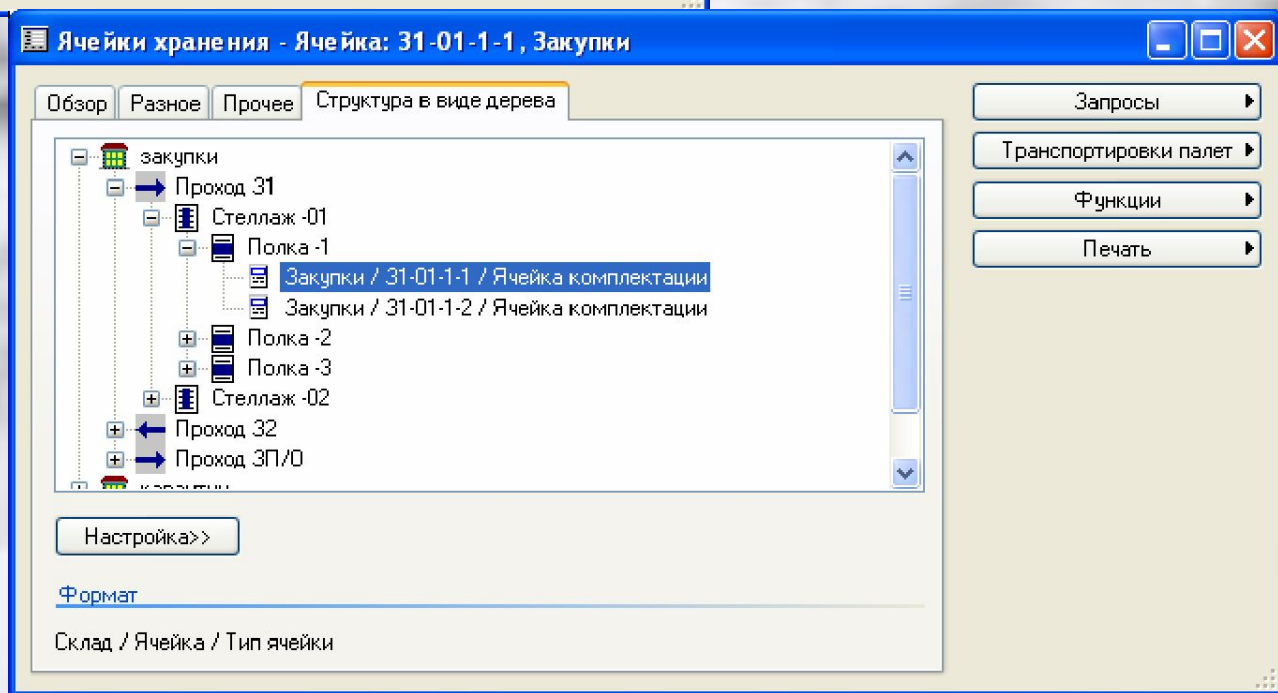 Ячейки хранения - Ячейка: 31-01-1-1, Закупки
Обзор Разное Прочее Структура в виде дерева
закупки
Проход 31
Стеллаж -01
Полка -1
Закупки / 31-01-1-1 / Ячейка комплектации
Закупки / 31-01-1-2 / Ячейка комплектации
Полка -2
Полка -3
Стеллаж -02
Проход 32
Проход ЗП/О
карантин
Настройка>>
Формат
Склад / Ячейка / Тип ячейки
Запросы
Транспортировки палет
Функции
Печать